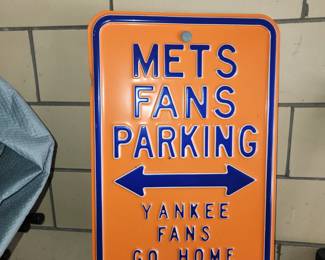 METS
FANS
PARKING
YANKEE
FANS
GO HOME